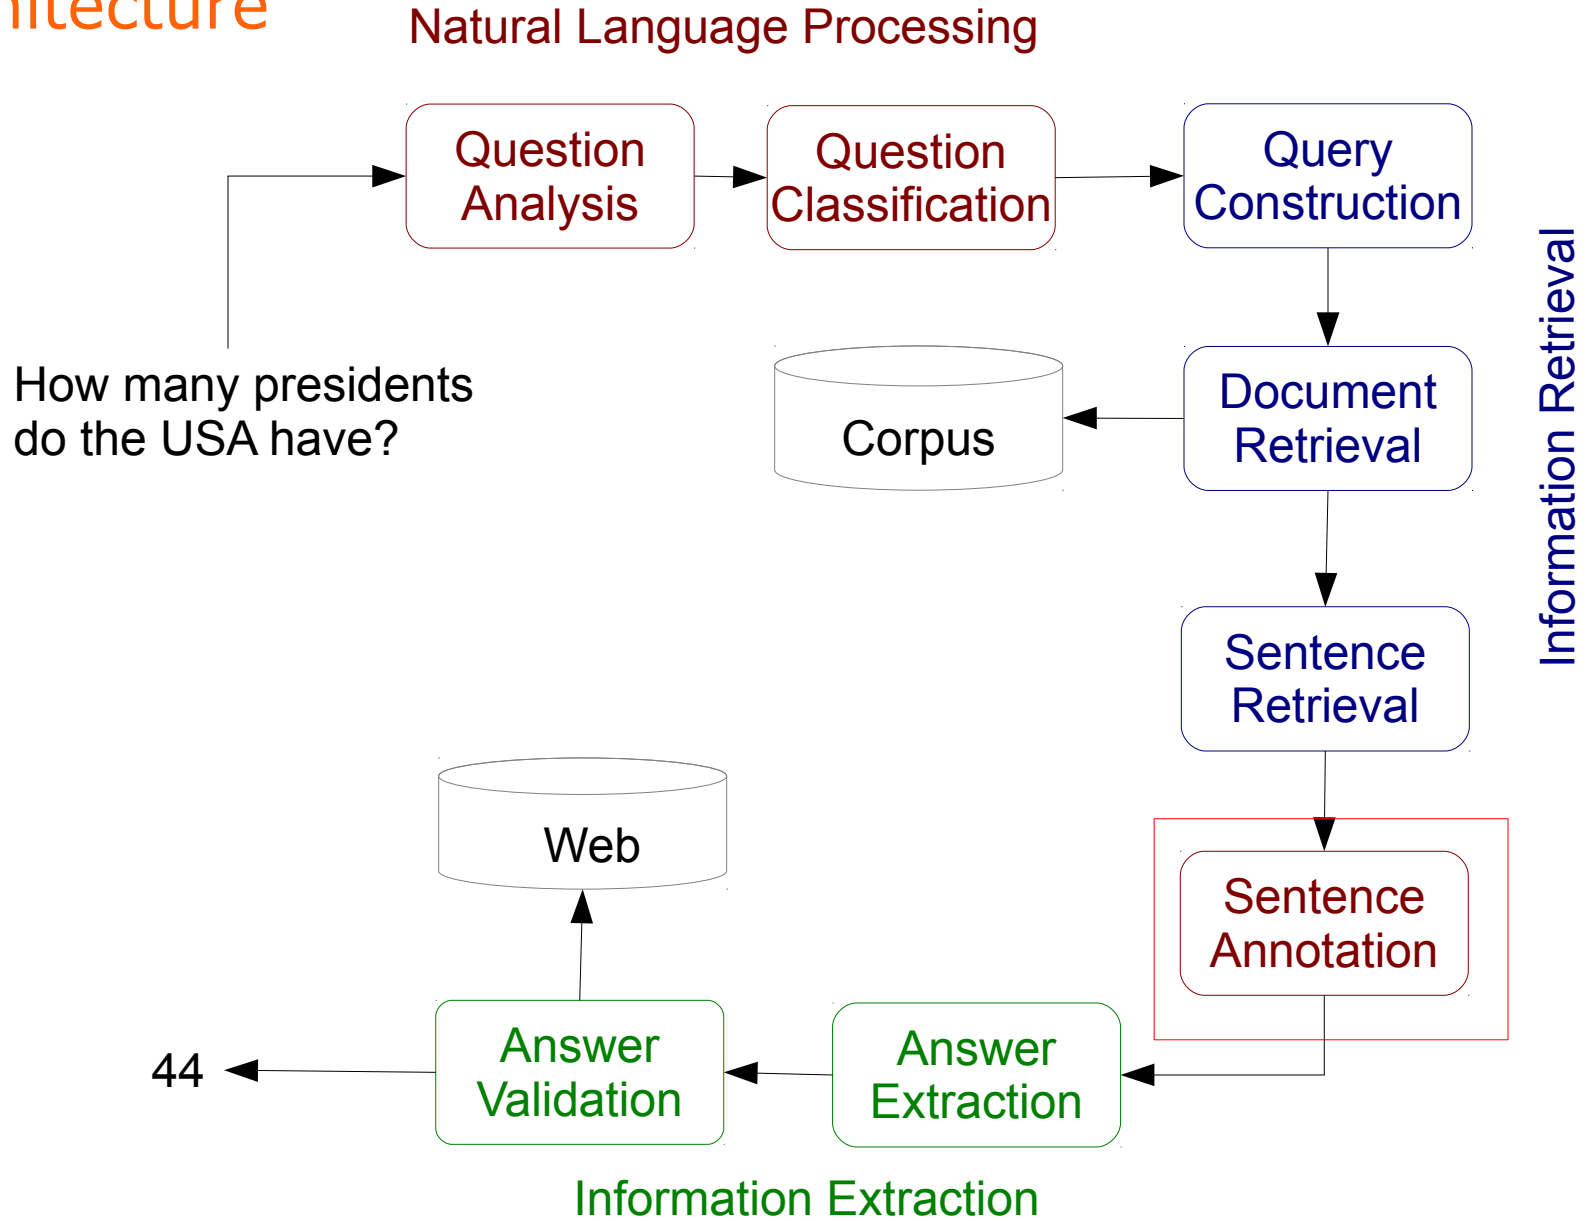 Natural Language Processing
Question
Analysis
Question
Classification
Query
Construction
How many presidents
do the USA have?
Corpus
Document
Retrieval
Information Retrieval
Sentence
Retrieval
Web
Sentence
Annotation
44
Answer
Validation
Answer
Extraction
Information Extraction